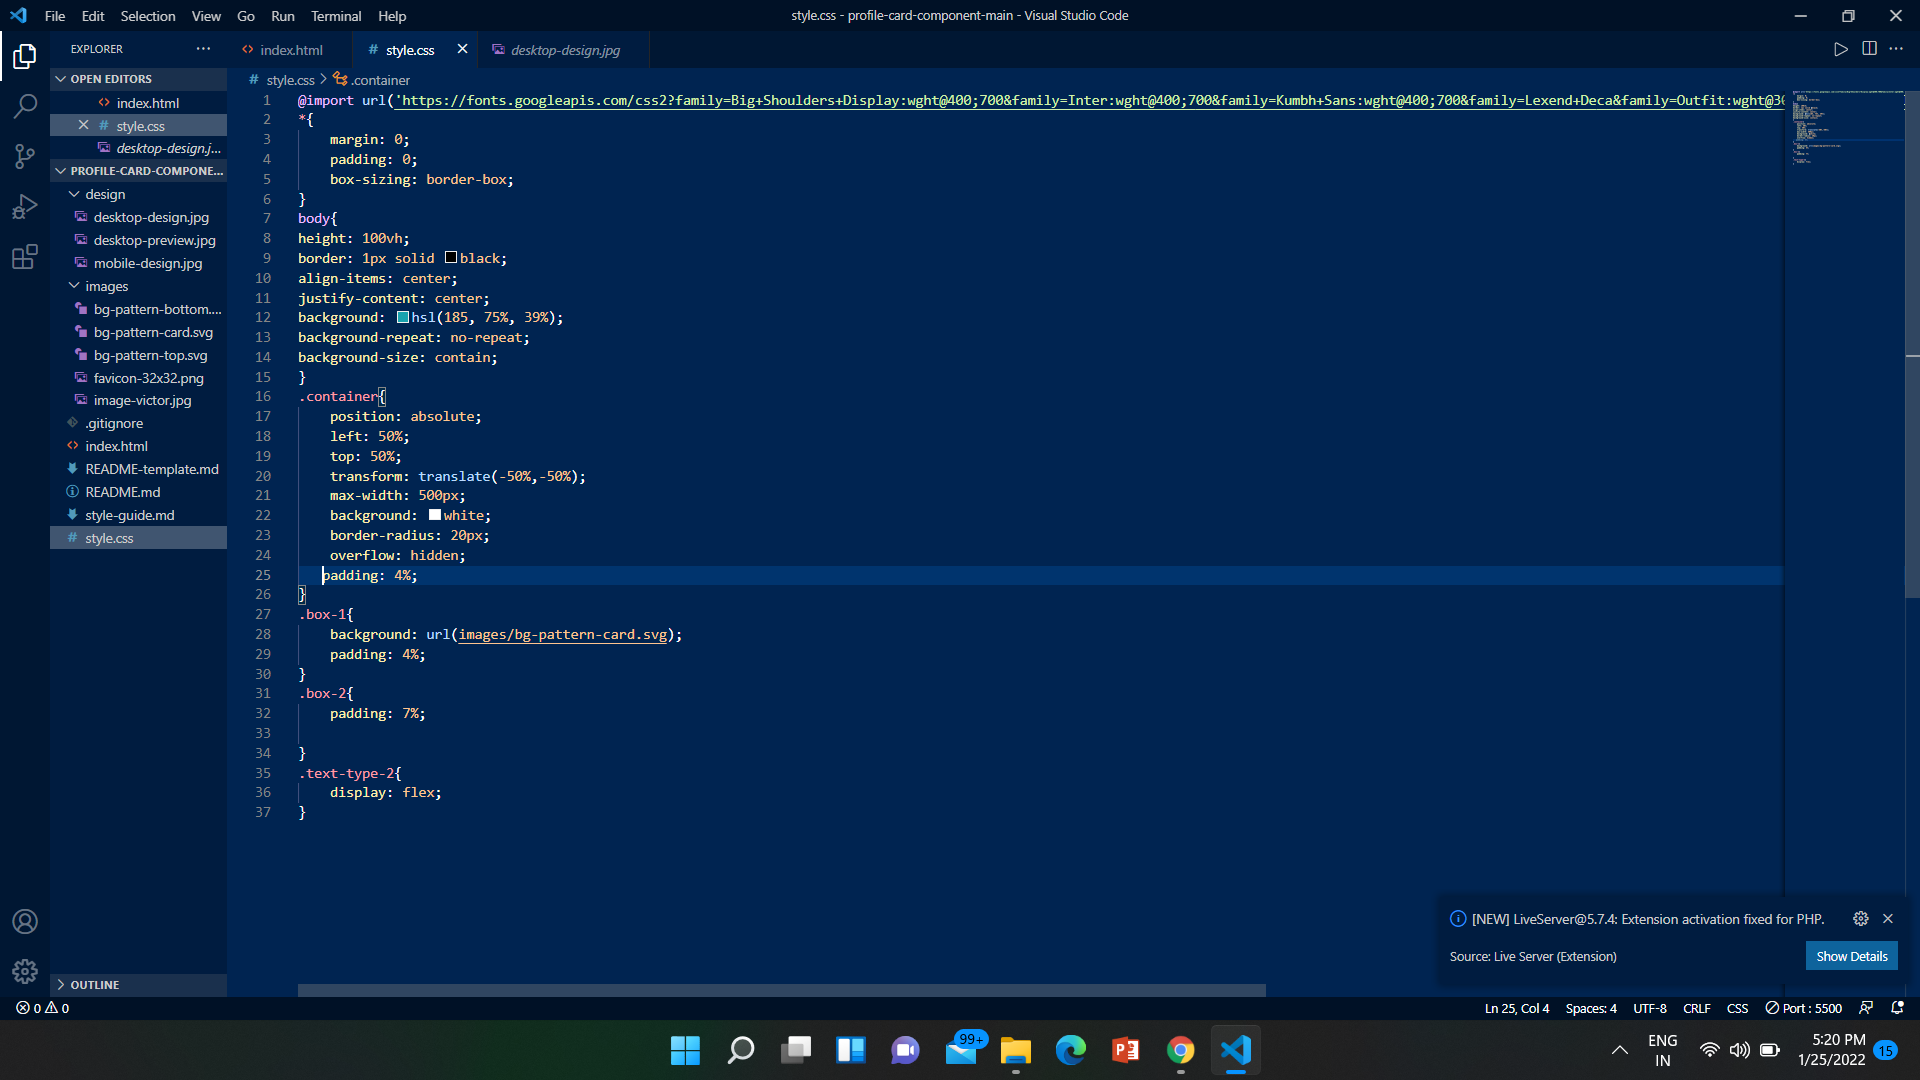 File Edit Selection View Go Run Terminal Help
style.css - profile-card-component-main - Visual Studio Code
EXPLORER
OPEN EDITORS
index.html
style.css
desktop-design.j...
PROFILE-CARD-COMPONE...
design
desktop-design.jpg
desktop-preview.jpg
mobile-design.jpg
images
bg-pattern-bottom....
bg-pattern-card.svg
bg-pattern-top.svg
favicon-32x32.png
image-victor.jpg
.gitignore
index.html
README-template.md
README.md
style-guide.md
style.css
OUTLINE
index.html style.css desktop-design.jpg
style.css > .container
1 @import url('https://fonts.googleapis.com/css2?family=Big+Shoulders+Display:wght@400;700&family=Inter:wght@400;700&family=Kumbh+Sans:wght@400;700&family=Lexend+Deca&family=Outfit:wght@30
2 *{
3 margin: 0;
4 padding: 0;
5 box-sizing: border-box;
6 }
7 body{
8 height: 100vh;
9 border: 1px solid black;
10 align-items: center;
11 justify-content: center;
12 background: hsl(185, 75%, 39%);
13 background-repeat: no-repeat;
14 background-size: contain;
15 }
16 .container{
17 position: absolute;
18 left: 50%;
19 top: 50%;
20 transform: translate(-50%,-50%);
21 max-width: 500px;
22 background: white;
23 border-radius: 20px;
24 overflow: hidden;
25 padding: 4%;
26 }
27 .box-1{
28 background: url(images/bg-pattern-card.svg);
29 padding: 4%;
30 }
31 .box-2{
32 padding: 7%;
33
34 }
35 .text-type-2{
36 display: flex;
37 }
[NEW] LiveServer@5.7.4: Extension activation fixed for PHP.
Source: Live Server (Extension)
Show Details
0 0
Ln 25, Col 4 Spaces: 4 UTF-8 CRLF CSS Port : 5500
99+
ENG
IN
5:20 PM
1/25/2022
15